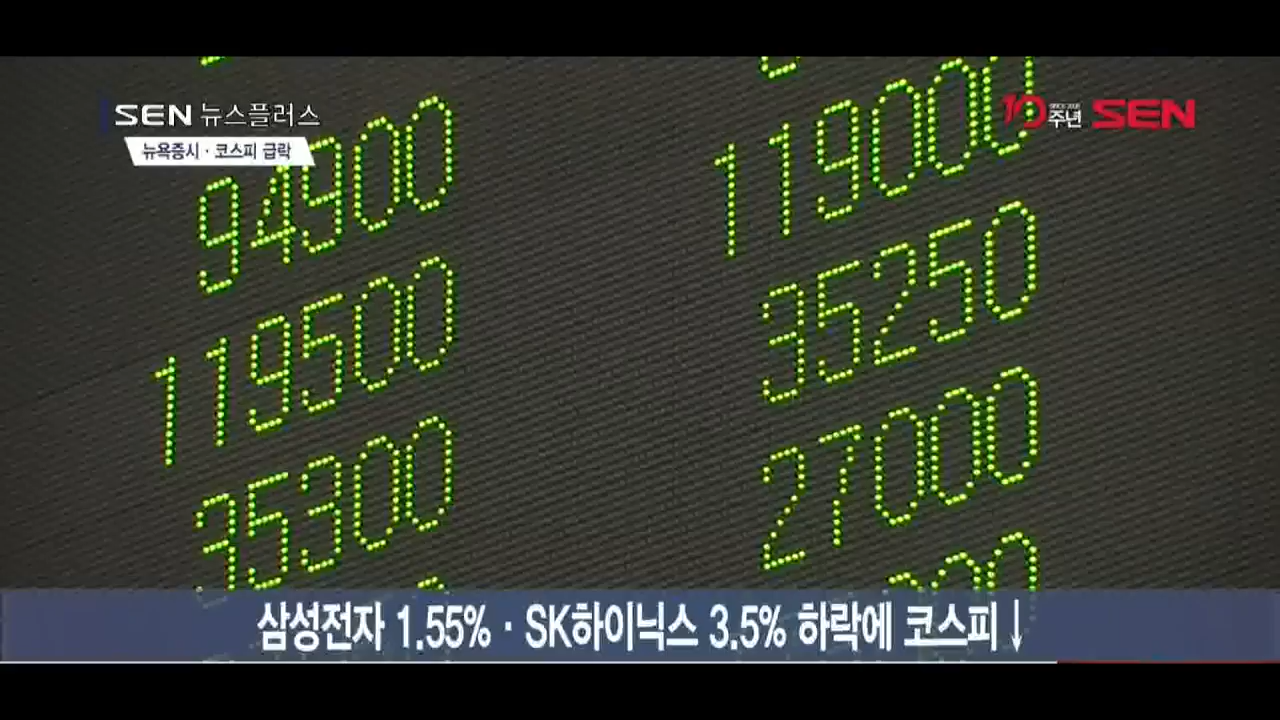 SEN 뉴스플러스
뉴욕증시 · 코스피 급락
10주년 SEN
94900
119500
35300
119000
35250
27000
삼성전자 1.55% · SK하이닉스 3.5% 하락에 코스피↓